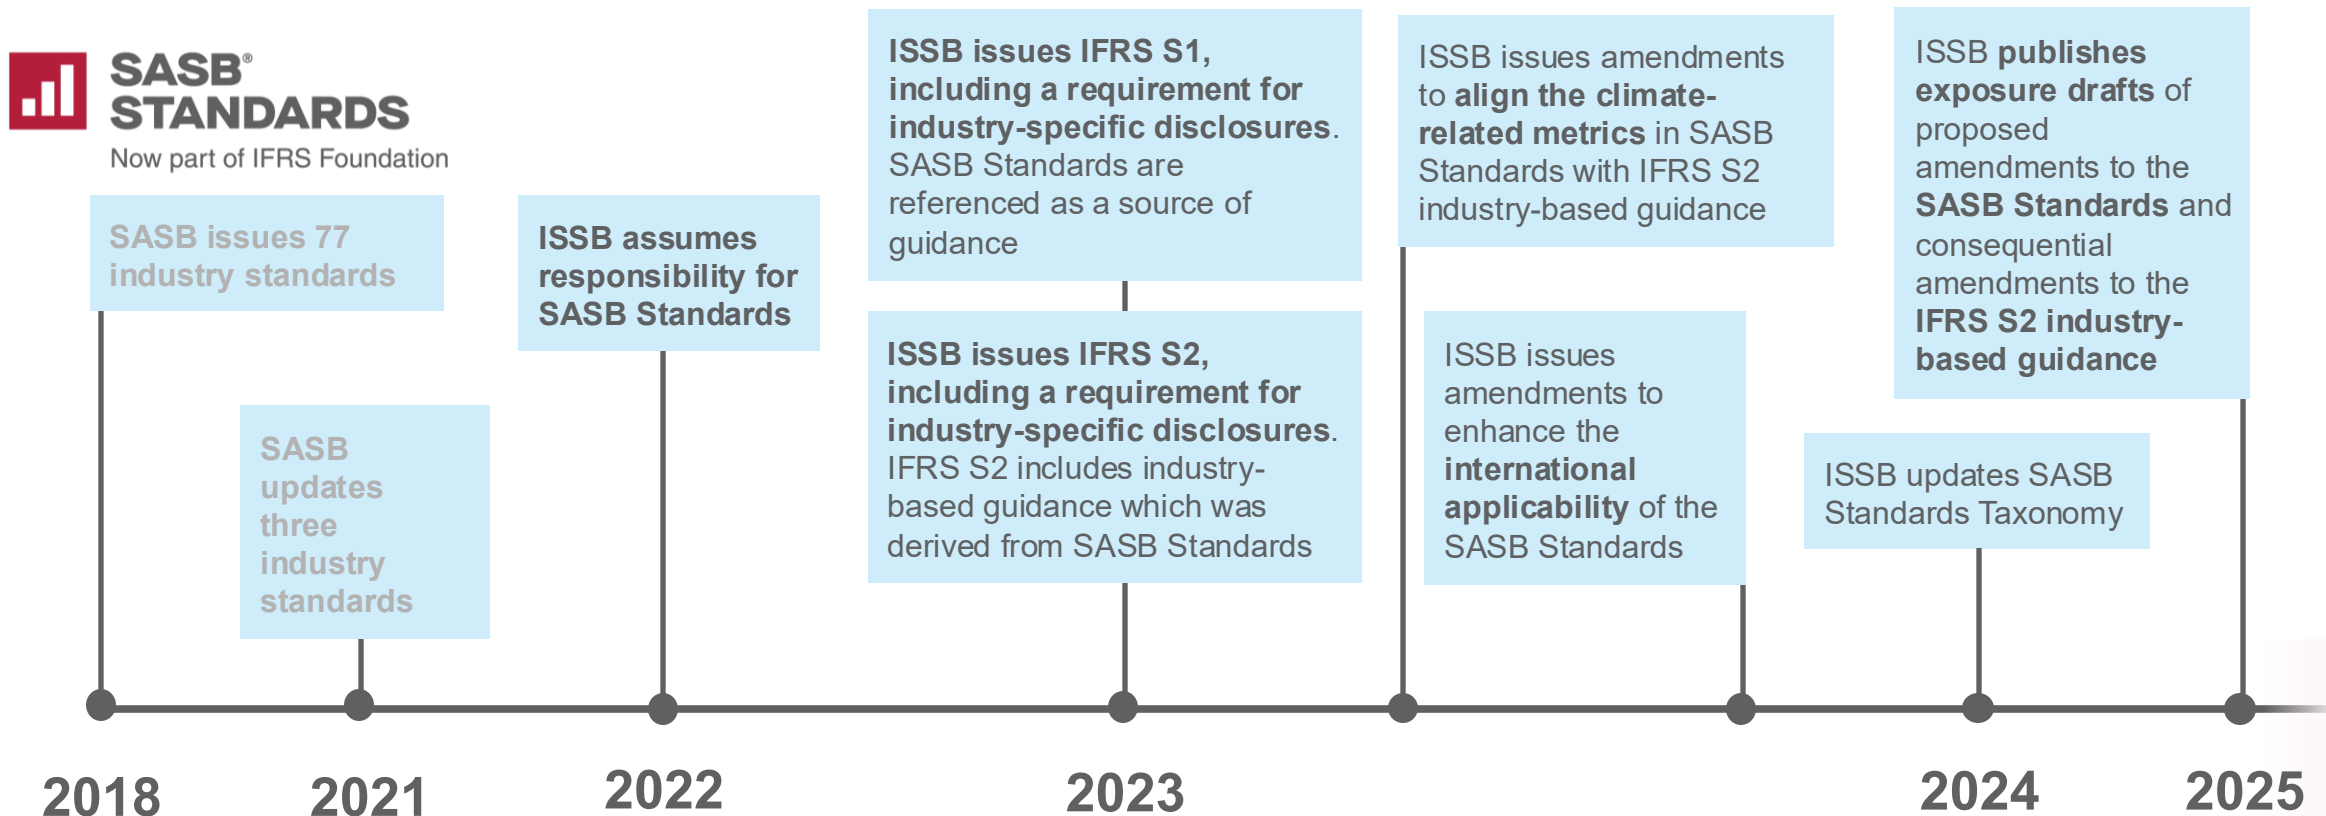 SASB®
STANDARDS
Now part of IFRS Foundation
SASB issues 77
industry standards
SASB
updates
three
industry
standards
ISSB assumes
responsibility for
SASB Standards
ISSB issues IFRS S1,
including a requirement for
industry-specific disclosures.
SASB Standards are
referenced as a source of
guidance
ISSB issues IFRS S2,
including a requirement for
industry-specific disclosures.
IFRS S2 includes industry-
based guidance which was
derived from SASB Standards
ISSB issues amendments
to align the climate-
related metrics in SASB
Standards with IFRS S2
industry-based guidance
ISSB issues
amendments to
enhance the
international
applicability of the
SASB Standards
ISSB updates SASB
Standards Taxonomy
ISSB publishes
exposure drafts of
proposed
amendments to the
SASB Standards and
consequential
amendments to the
IFRS S2 industry-
based guidance
2018
2021
2022
2023
2024
2025